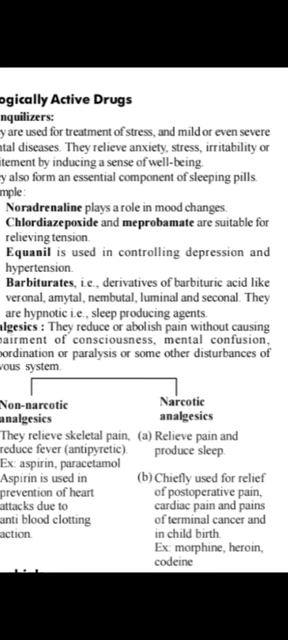 ogically Active Drugs
nquilizers:
y are used for treatment of stress, and mild or even severe
ntal diseases. They relieve anxiety, stress, irritability or
itement by inducing a sense of well-being.
y also form an essential component of sleeping pills.
mple:
Noradrenaline plays a role in mood changes.
Chlordiazepoxide and meprobamate are suitable for
relieving tension.
Equanil is used in controlling depression and
hypertension.
Barbiturates, i.e., derivatives of barbituric acid like
veronal, amytal, nembutal, luminal and seconal. They
are hypnotic i.e., sleep producing agents.
algesics : They reduce or abolish pain without causing
pairment of consciousness, mental confusion,
oordination or paralysis or some other disturbances of
vous system.
Non-narcotic
analgesics
They relieve skeletal pain,
reduce fever (antipyretic).
Ex: aspirin, paracetamol
Aspirin is used in
prevention of heart
attacks due to
anti blood clotting
action.
Narcotic
analgesics
(a) Relieve pain and
produce sleep.
(b) Chiefly used for relief
of postoperative pain,
cardiac pain and pains
of terminal cancer and
in child birth.
Ex: morphine, heroin,
codeine